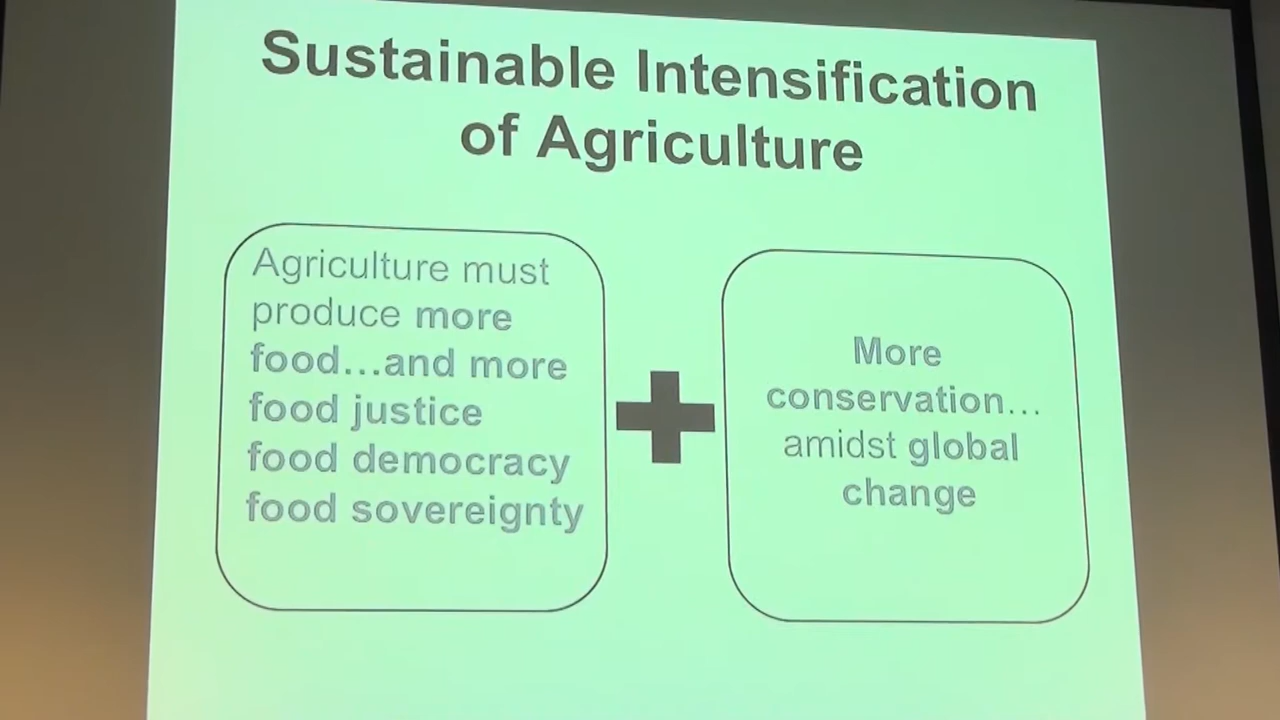 Sustainable Intensification
of Agriculture
Agriculture must
produce more
food...and more
food justice
food democracy
food sovereignty
More
conservation...
amidst global
change